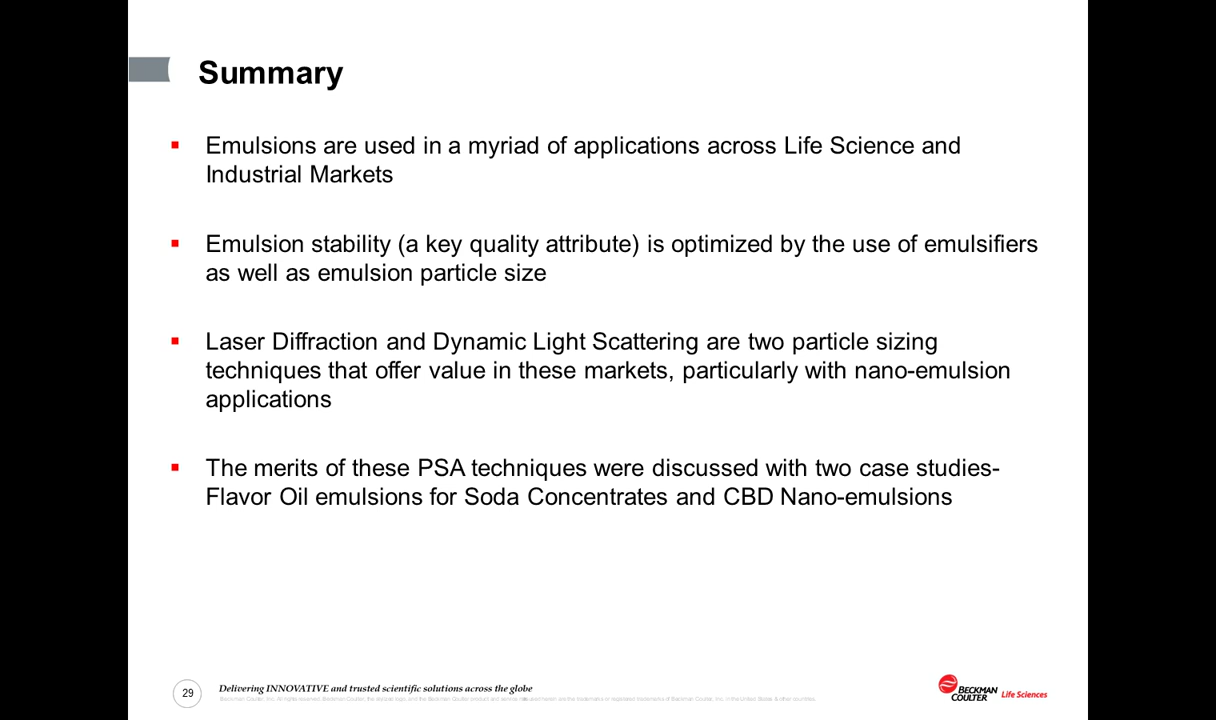 Summary
Emulsions are used in a myriad of applications across Life Science and
Industrial Markets
Emulsion stability (a key quality attribute) is optimized by the use of emulsifiers
as well as emulsion particle size
Laser Diffraction and Dynamic Light Scattering are two particle sizing
techniques that offer value in these markets, particularly with nano-emulsion
applications
The merits of these PSA techniques were discussed with two case studies-
Flavor Oil emulsions for Soda Concentrates and CBD Nano-emulsions
29
Delivering INNOVATIVE and trusted scientific solutions across the globe
BECKMAN
COULTER
Life Sciences